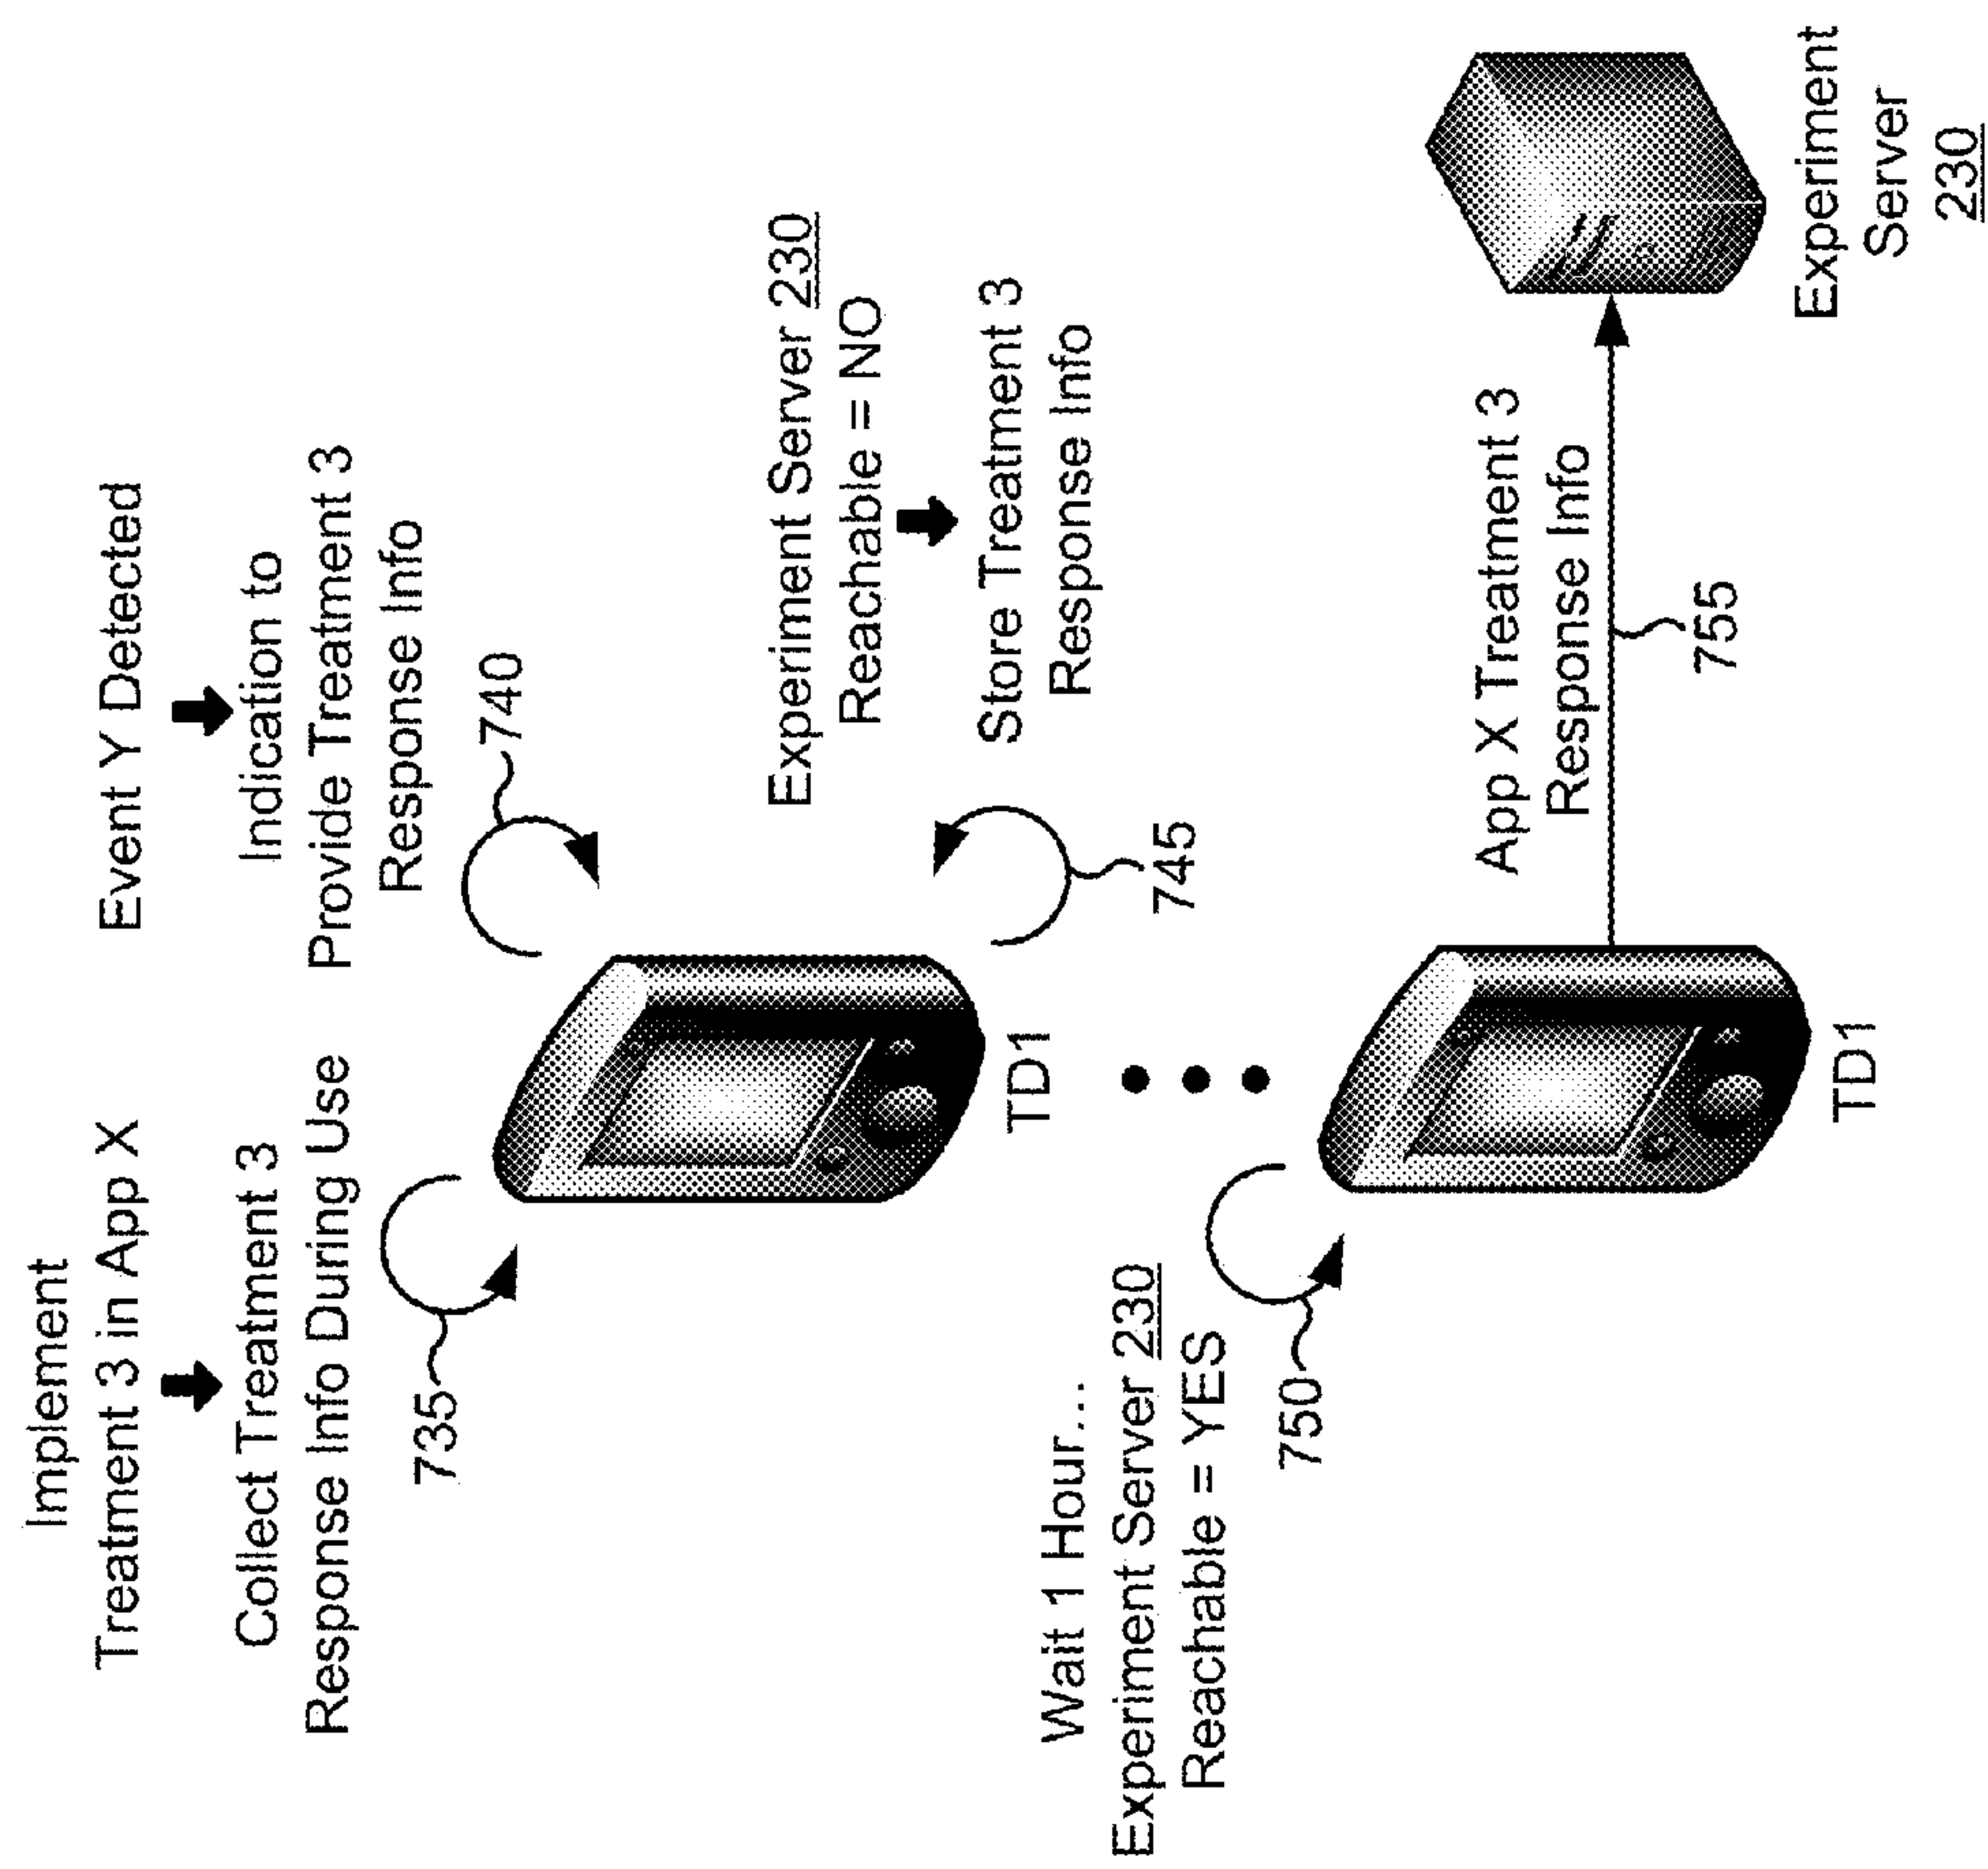 Implement
Treatment 3 in App X
Collect Treatment 3
Response Info During Use
735
Event Y Detected
Indication to
Provide Treatment 3
Response Info
740
Experiment Server 230
Reachable = NO
Store Treatment 3
Response Info
745
TD1
Wait 1 Hour...
Experiment Server 230
Reachable = YES
750
TD1
App X Treatment 3
Response Info
755
Experiment
Server
230